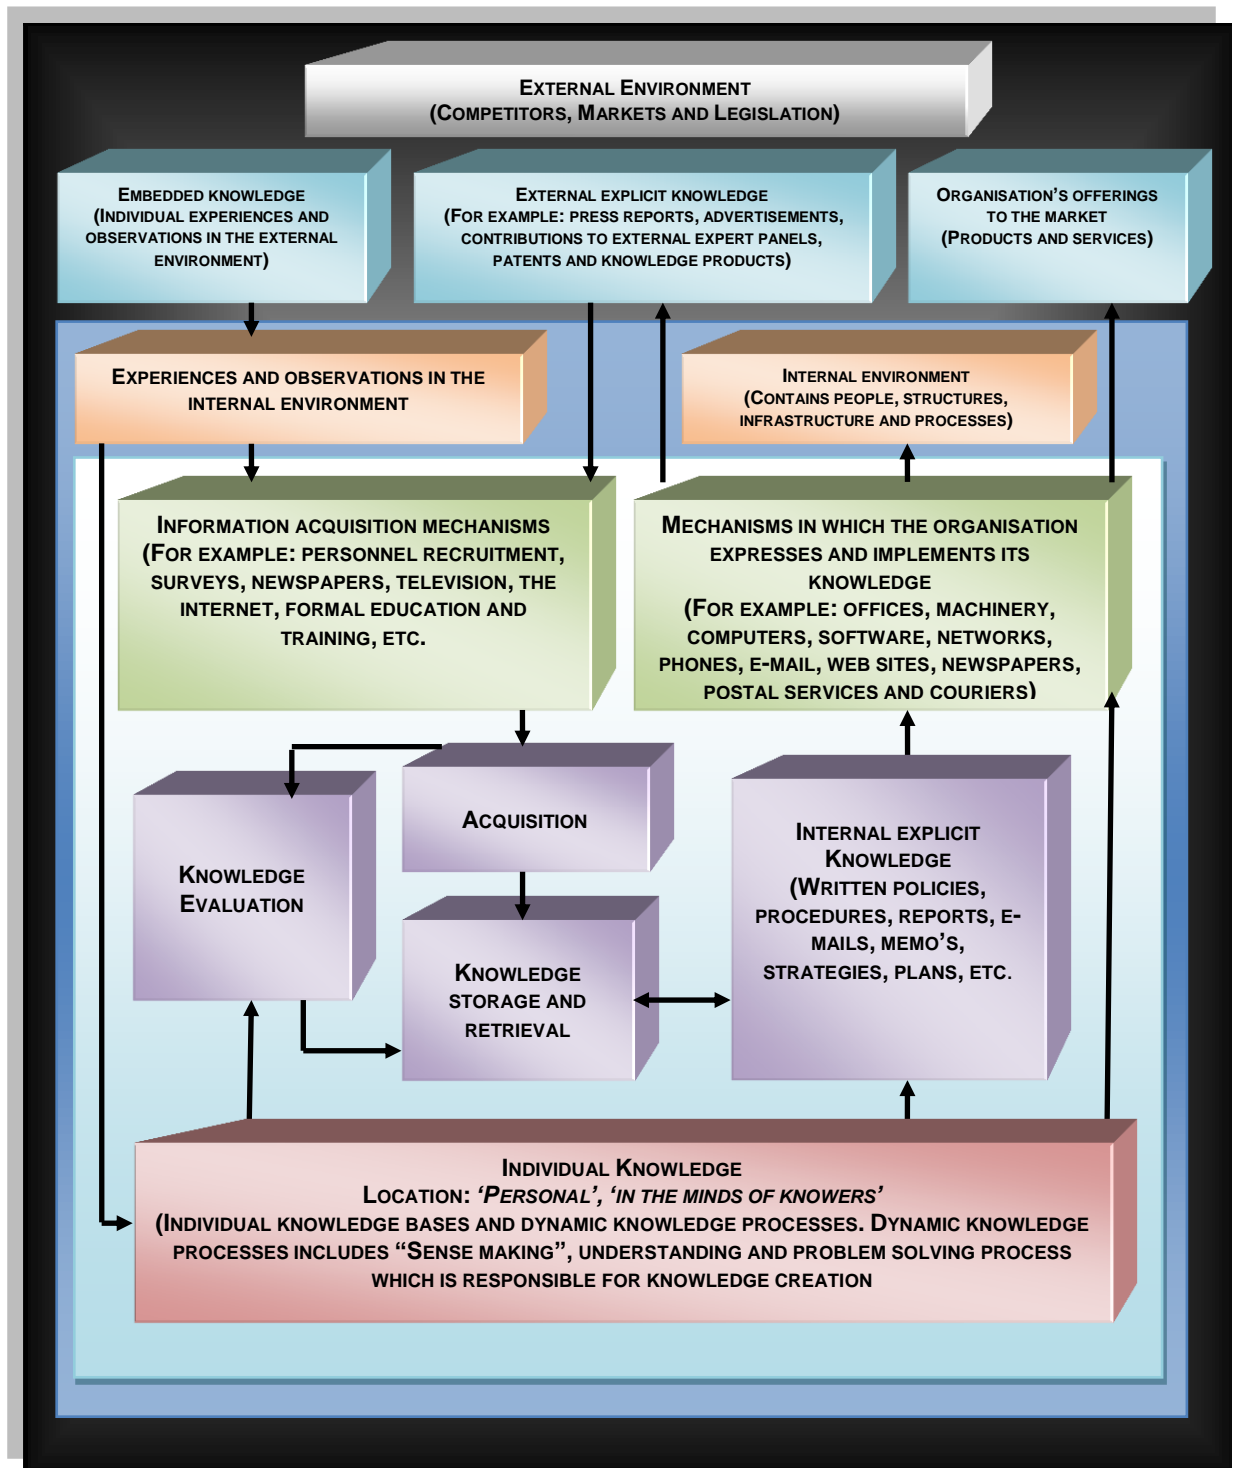 EXTERNAL ENVIRONMENT
(COMPETITORS, MARKETS AND LEGISLATION)
EMBEDDED KNOWLEDGE
(INDIVIDUAL EXPERIENCES AND
OBSERVATIONS IN THE EXTERNAL
ENVIRONMENT)
EXTERNAL EXPLICIT KNOWLEDGE
(FOR EXAMPLE: PRESS REPORTS, ADVERTISEMENTS,
CONTRIBUTIONS TO EXTERNAL EXPERT PANELS,
PATENTS AND KNOWLEDGE PRODUCTS)
ORGANISATION'S OFFERINGS
TO THE MARKET
(PRODUCTS AND SERVICES)
EXPERIENCES AND OBSERVATIONS IN THE
INTERNAL ENVIRONMENT
INTERNAL ENVIRONMENT
(CONTAINS PEOPLE, STRUCTURES,
INFRASTRUCTURE AND PROCESSES)
INFORMATION ACQUISITION MECHANISMS
(FOR EXAMPLE: PERSONNEL RECRUITMENT,
SURVEYS, NEWSPAPERS, TELEVISION, THE
INTERNET, FORMAL EDUCATION AND
TRAINING, ETC.
MECHANISMS IN WHICH THE ORGANISATION
EXPRESSES AND IMPLEMENTS ITS
KNOWLEDGE
(FOR EXAMPLE: OFFICES, MACHINERY,
COMPUTERS, SOFTWARE, NETWORKS,
PHONES, E-MAIL, WEB SITES, NEWSPAPERS,
POSTAL SERVICES AND COURIERS)
ACQUISITION
KNOWLEDGE
EVALUATION
KNOWLEDGE
STORAGE AND
RETRIEVAL
INTERNAL EXPLICIT
KNOWLEDGE
(WRITTEN POLICIES,
PROCEDURES, REPORTS, E-
MAILS, MEMO'S,
STRATEGIES, PLANS, ETC.
INDIVIDUAL KNOWLEDGE
LOCATION: 'PERSONAL', 'IN THE MINDS OF KNOWERS'
(INDIVIDUAL KNOWLEDGE BASES AND DYNAMIC KNOWLEDGE PROCESSES. DYNAMIC KNOWLEDGE
PROCESSES INCLUDES "SENSE MAKING", UNDERSTANDING AND PROBLEM SOLVING PROCESS
WHICH IS RESPONSIBLE FOR KNOWLEDGE CREATION